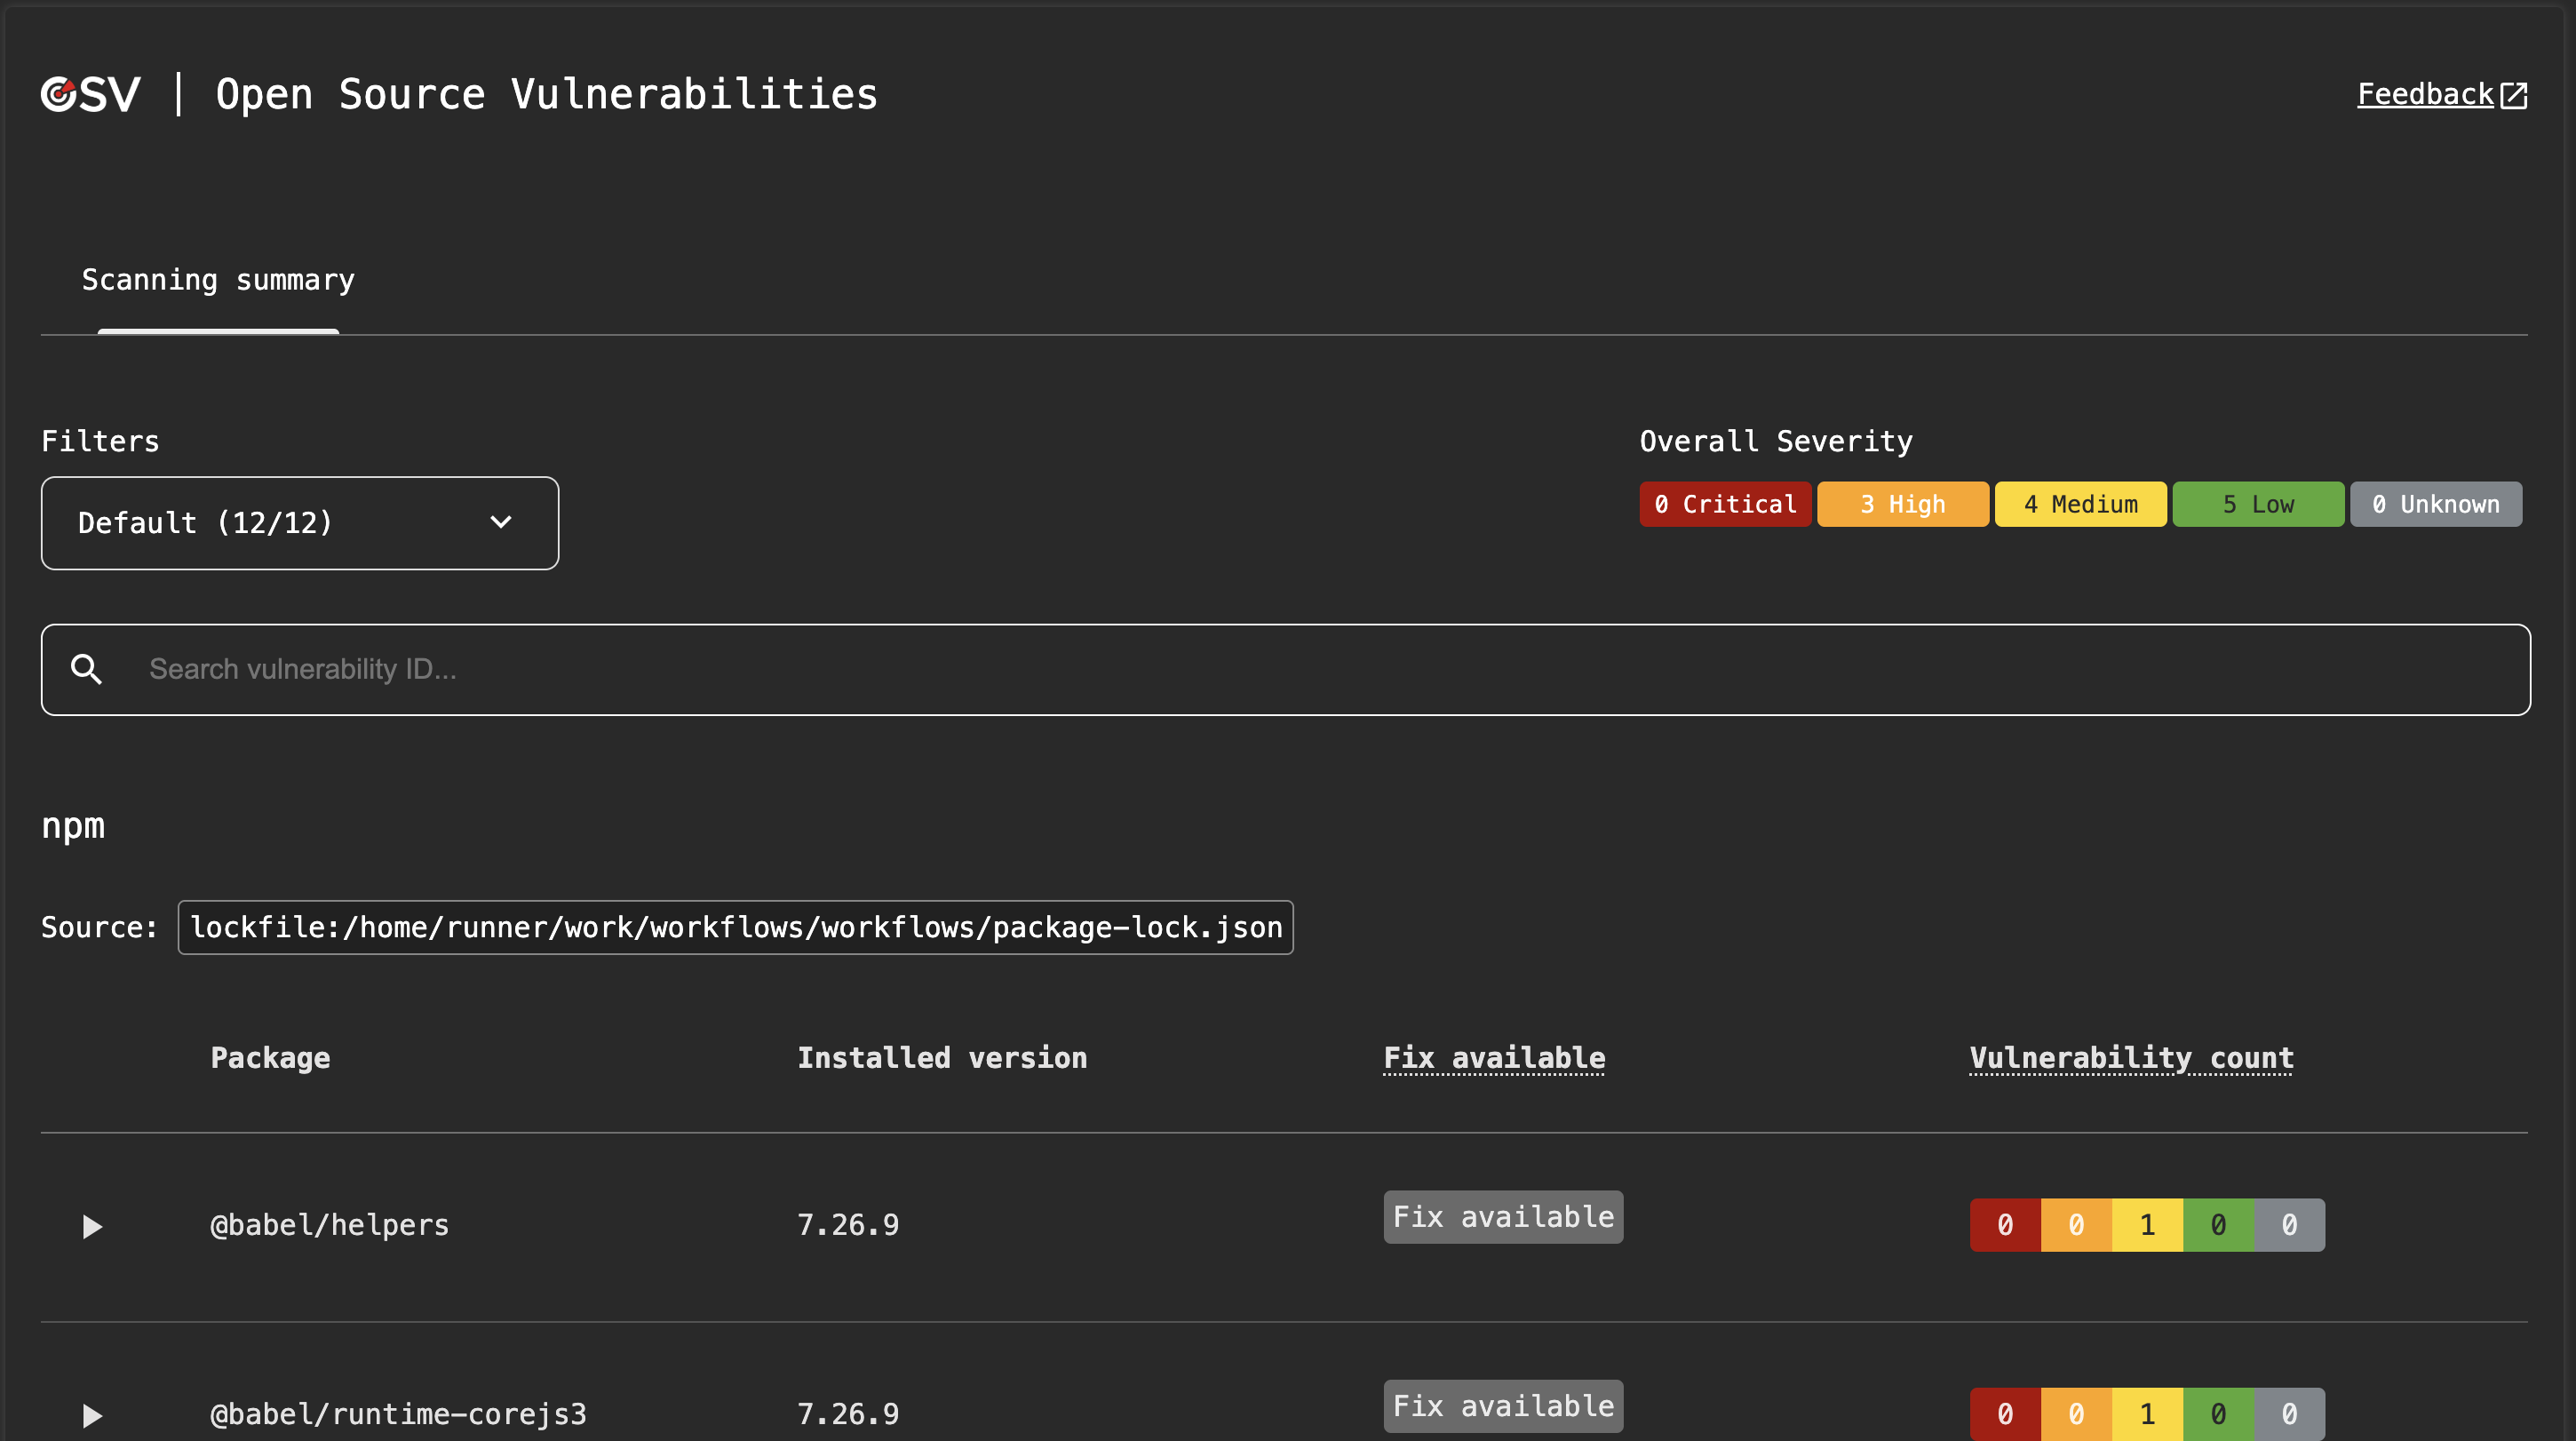 OSV | Open Source Vulnerabilities
Feedback
Scanning summary
Filters
Default (12/12)
Overall Severity
0 Critical 3 High 4 Medium 5 Low 0 Unknown
Search vulnerability ID...
npm
Source: lockfile:/home/runner/work/workflows/workflows/package-lock.json
Package Installed version Fix available Vulnerability count
@babel/helpers 7.26.9 Fix available 0 0 1 0 0
@babel/runtime-corejs3 7.26.9 Fix available 0 0 1 0 0